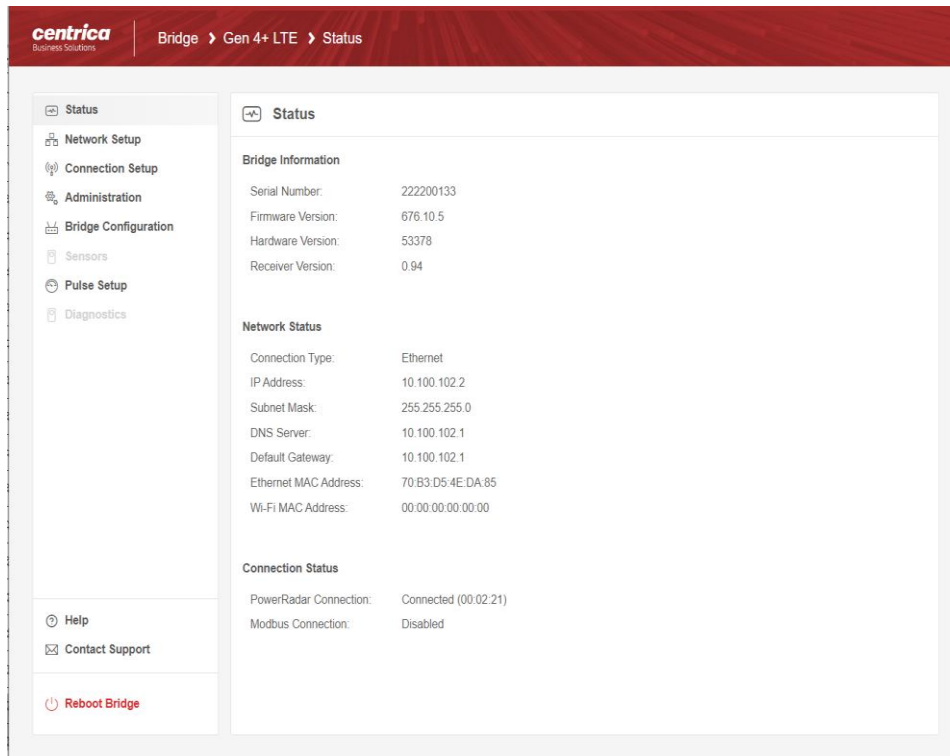 centrica
Business Solutions
Bridge > Gen 4+ LTE > Status
Status
Network Setup
Connection Setup
Administration
Bridge Configuration
Sensors
Pulse Setup
Diagnostics
Help
Contact Support
Reboot Bridge
Status
Bridge Information
Serial Number: 222200133
Firmware Version: 676.10.5
Hardware Version: 53378
Receiver Version: 0.94
Network Status
Connection Type: Ethernet
IP Address: 10.100.102.2
Subnet Mask: 255.255.255.0
DNS Server: 10.100.102.1
Default Gateway: 10.100.102.1
Ethernet MAC Address: 70:B3:D5:4E:DA:85
Wi-Fi MAC Address: 00:00:00:00:00:00
Connection Status
PowerRadar Connection: Connected (00:02:21)
Modbus Connection: Disabled